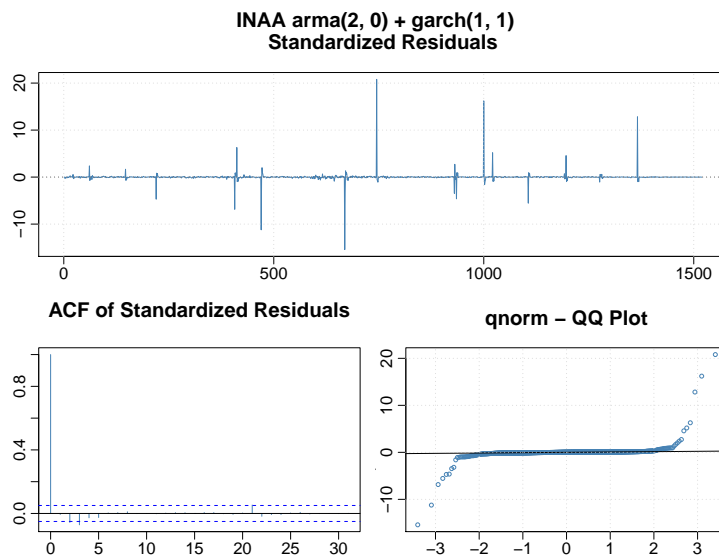 INAA arma(2, 0) + garch(1, 1)
Standardized Residuals
20
10
0
−10
0 500 1000 1500
ACF of Standardized Residuals
0.8
0.4
0.0
0 5 10 15 20 25 30
qnorm − QQ Plot
20
10
0
−10
−3 −2 −1 0 1 2 3